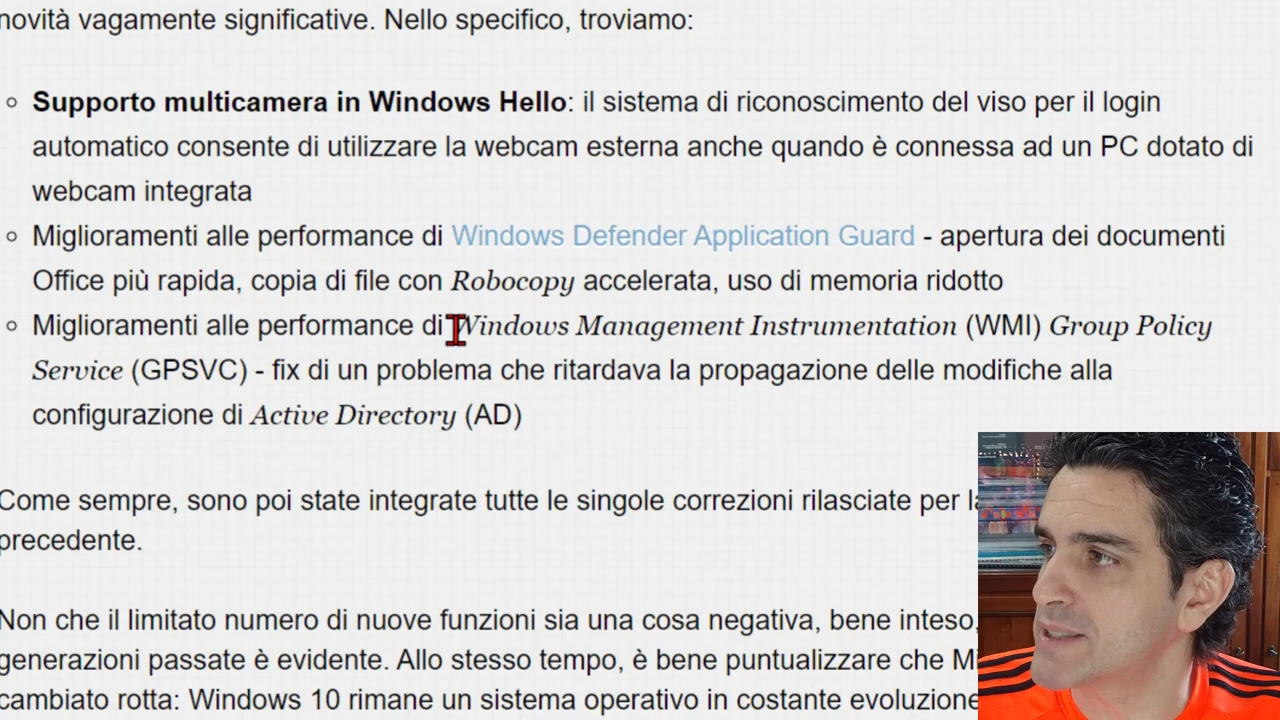 novità vagamente significative. Nello specifico, troviamo:
Supporto multicamera in Windows Hello: il sistema di riconoscimento del viso per il login
automatico consente di utilizzare la webcam esterna anche quando è connessa ad un PC dotato di
webcam integrata
Miglioramenti alle performance di Windows Defender Application Guard - apertura dei documenti
Office più rapida, copia di file con Robocopy accelerata, uso di memoria ridotto
Miglioramenti alle performance di Windows Management Instrumentation (WMI) Group Policy
Service (GPSVC) - fix di un problema che ritardava la propagazione delle modifiche alla
configurazione di Active Directory (AD)
Come sempre, sono poi state integrate tutte le singole correzioni rilasciate per
precedente.
Non che il limitato numero di nuove funzioni sia una cosa negativa, bene inteso,
generazioni passate è evidente. Allo stesso tempo, è bene puntualizzare che
cambiato rotta: Windows 10 rimane un sistema operativo in costante evoluzione